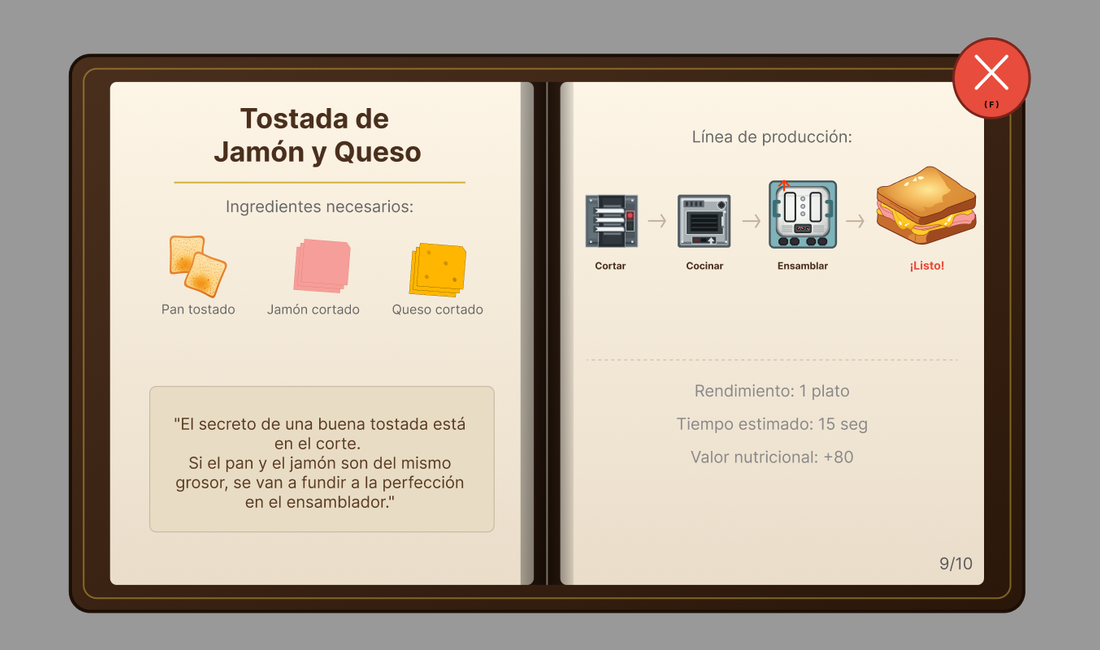 Tostada de
Jamón y Queso
Ingredientes necesarios:
Pan tostado
Jamón cortado
Queso cortado
"El secreto de una buena tostada está
en el corte.
Si el pan y el jamón son del mismo
grosor, se van a fundir a la perfección
en el ensamblador."
(F)
Línea de producción:
Cortar
Cocinar
Ensamblar
¡Listo!
Rendimiento: 1 plato
Tiempo estimado: 15 seg
Valor nutricional: +80
9/10